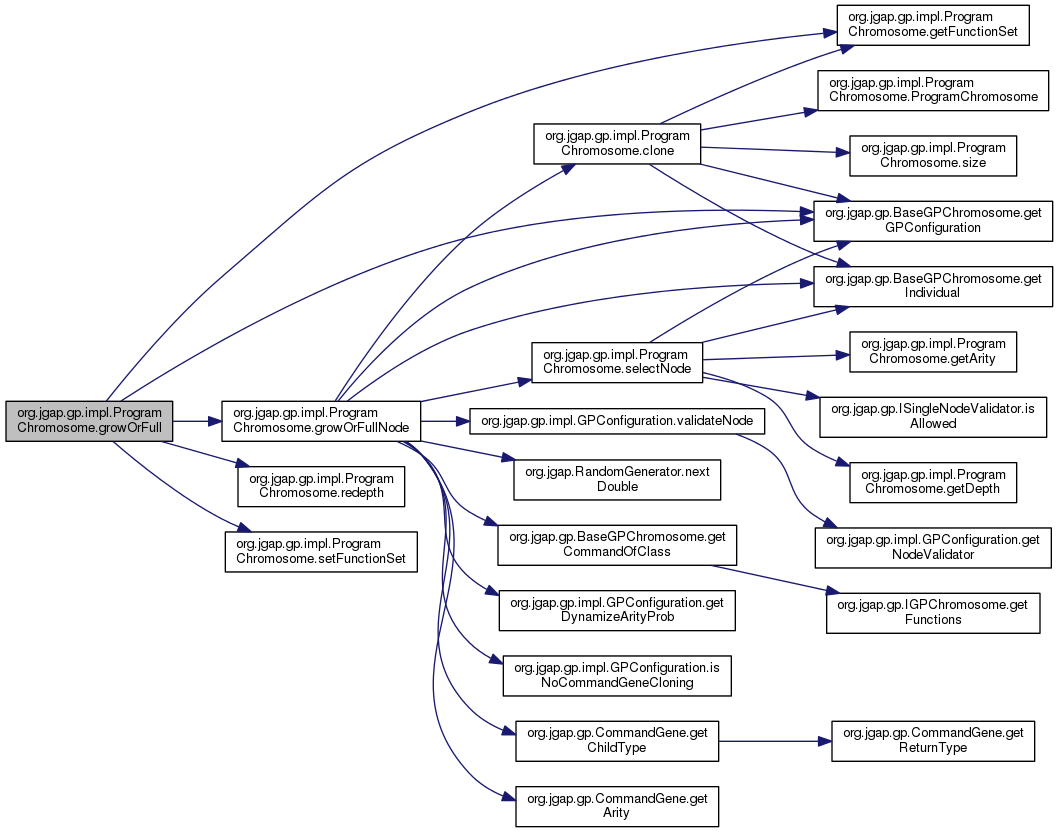 org.jgap.gp.impl.Program
Chromosome.growOrFull
org.jgap.gp.impl.Program
Chromosome.growOrFullNode
org.jgap.gp.impl.Program
Chromosome.redepth
org.jgap.gp.impl.Program
Chromosome.setFunctionSet
org.jgap.gp.impl.Program
Chromosome.clone
org.jgap.gp.impl.Program
Chromosome.selectNode
org.jgap.gp.impl.GPConfiguration.validateNode
org.jgap.RandomGenerator.next
Double
org.jgap.gp.BaseGPChromosome.get
CommandOfClass
org.jgap.gp.impl.GPConfiguration.get
DynamizeArityProb
org.jgap.gp.impl.GPConfiguration.is
NoCommandGeneCloning
org.jgap.gp.CommandGene.get
ChildType
org.jgap.gp.CommandGene.get
Arity
org.jgap.gp.impl.Program
Chromosome.getFunctionSet
org.jgap.gp.impl.Program
Chromosome.ProgramChromosome
org.jgap.gp.impl.Program
Chromosome.size
org.jgap.gp.BaseGPChromosome.get
GPConfiguration
org.jgap.gp.BaseGPChromosome.get
Individual
org.jgap.gp.impl.Program
Chromosome.getArity
org.jgap.gp.ISingleNodeValidator.is
Allowed
org.jgap.gp.impl.Program
Chromosome.getDepth
org.jgap.gp.impl.GPConfiguration.get
NodeValidator
org.jgap.gp.IGPChromosome.get
Functions
org.jgap.gp.CommandGene.get
ReturnType